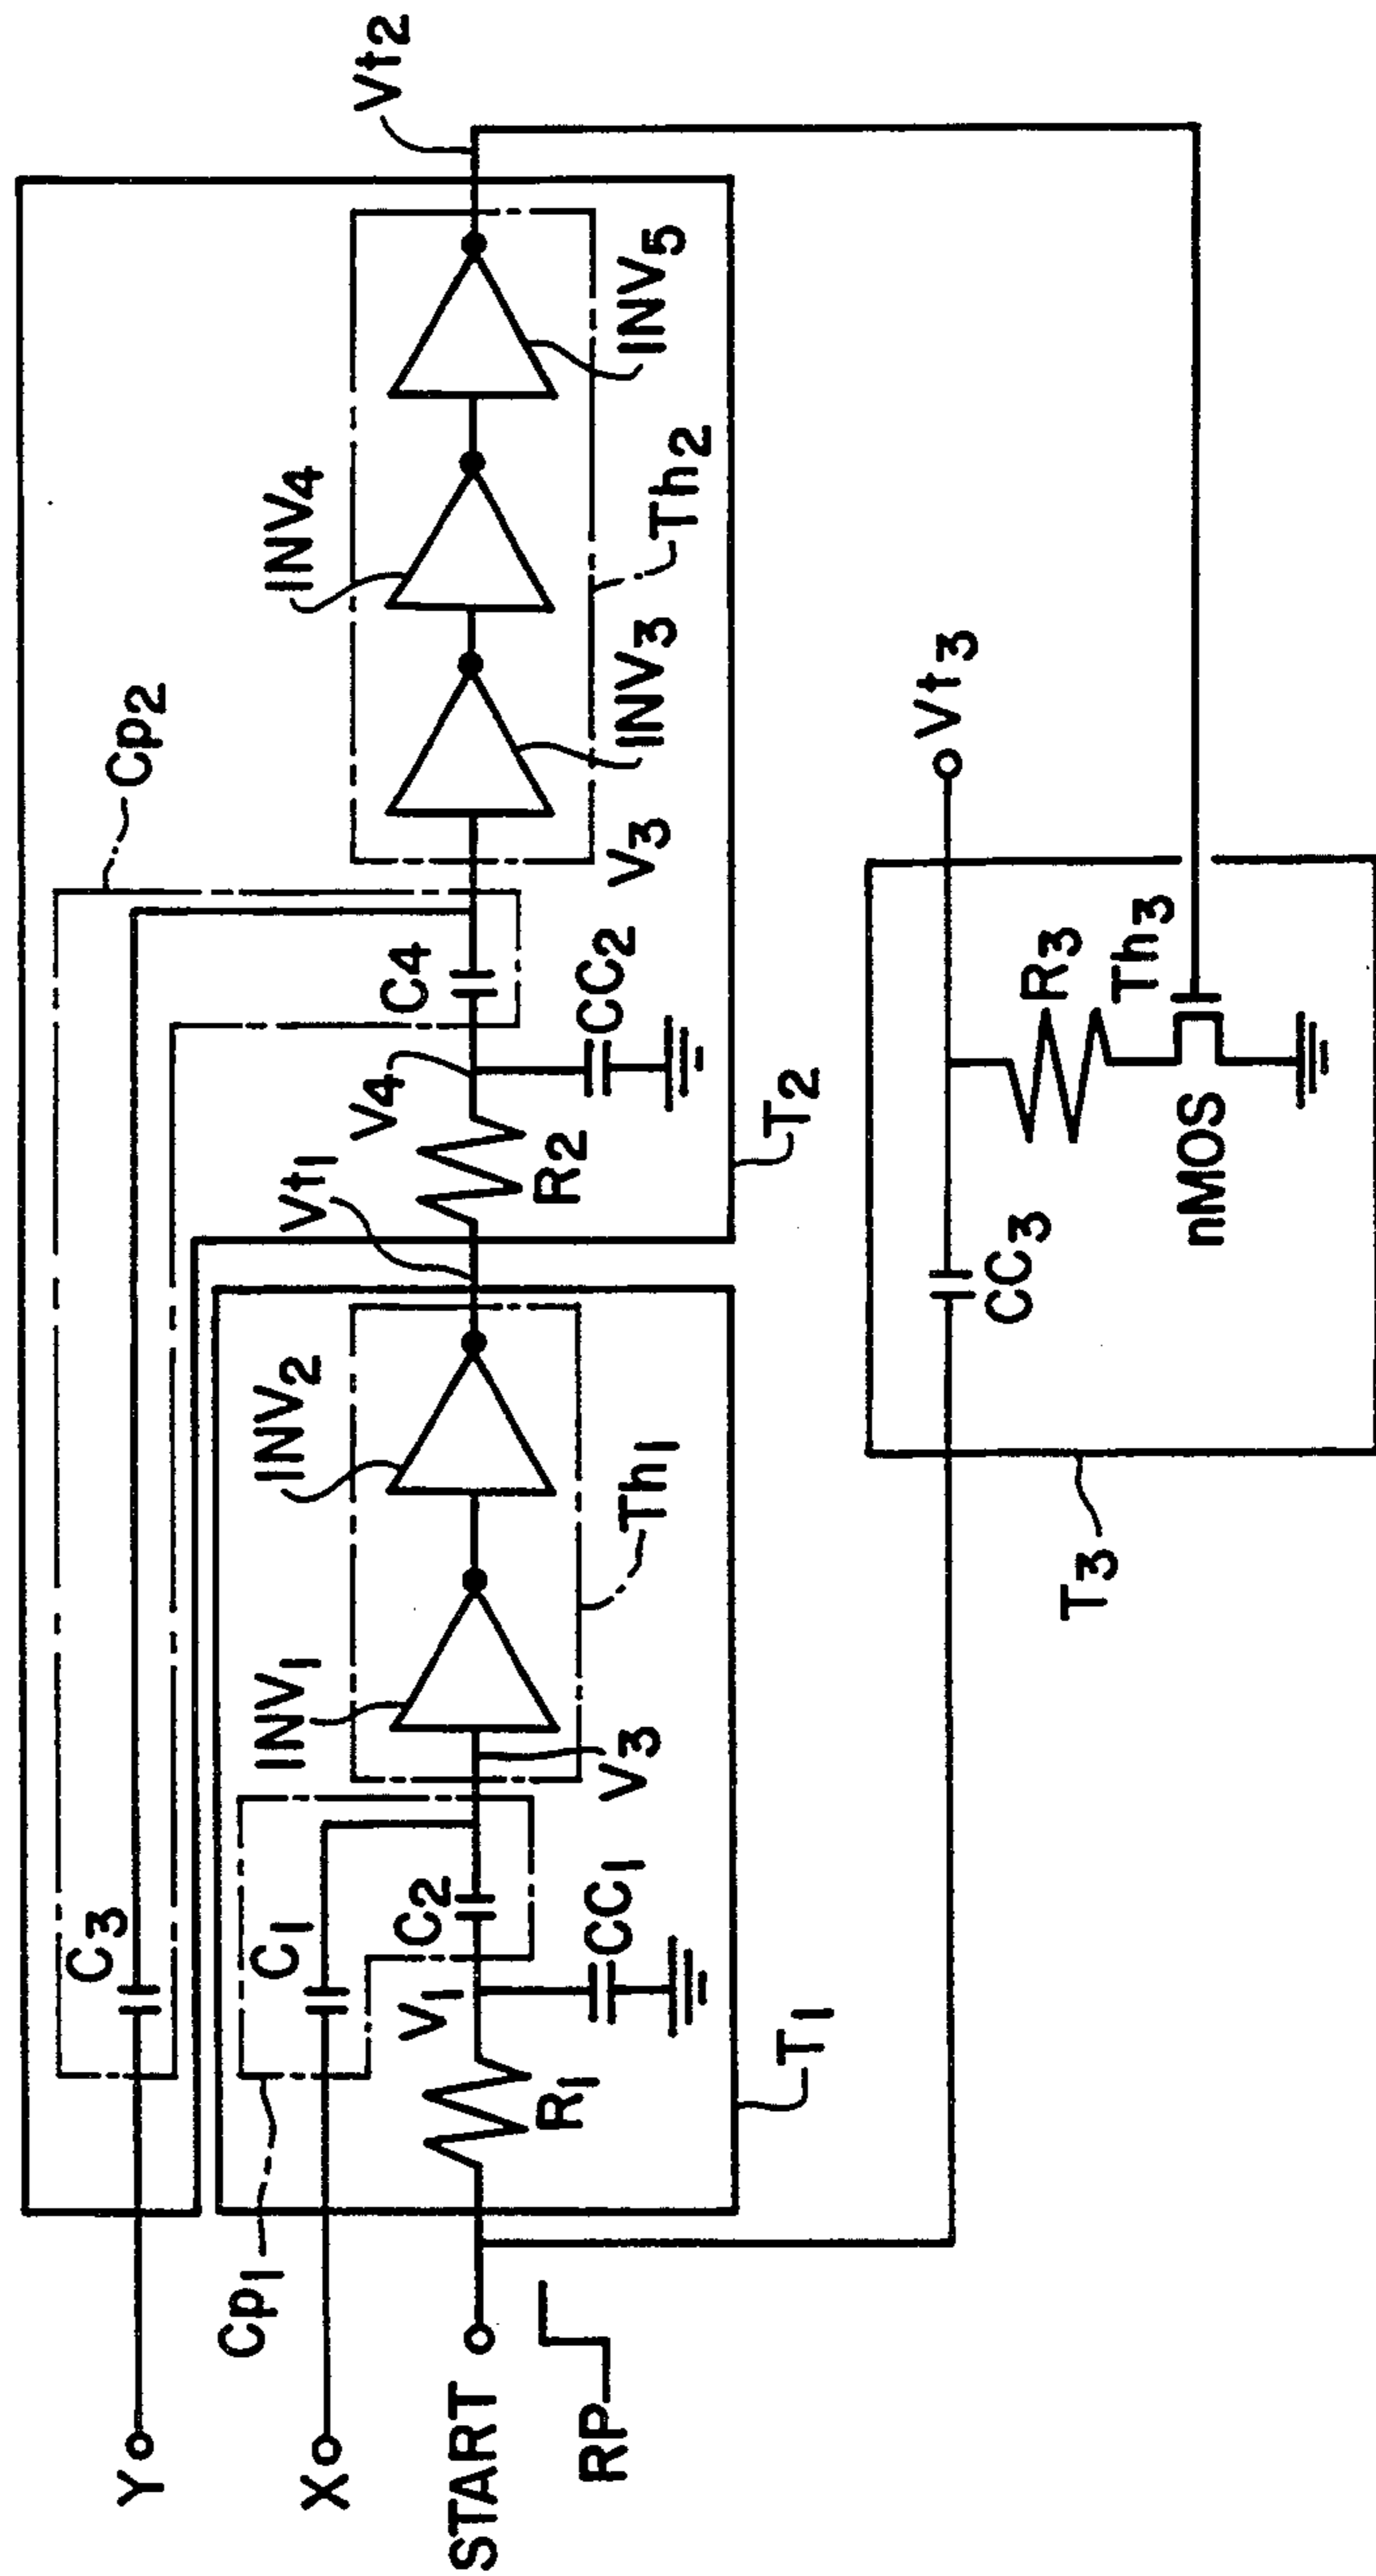 Y
C3
Cp2
X
Cp1
C1
INV1
INV2
INV4
Vt2
START
RP
R1
V1
C2
CC1
V3
Th1
T1
Vt1
V4
R2
C4
CC2
V3
INV3
Th2
INV5
T2
T3
CC3
R3
nMOS
Th3
Vt3